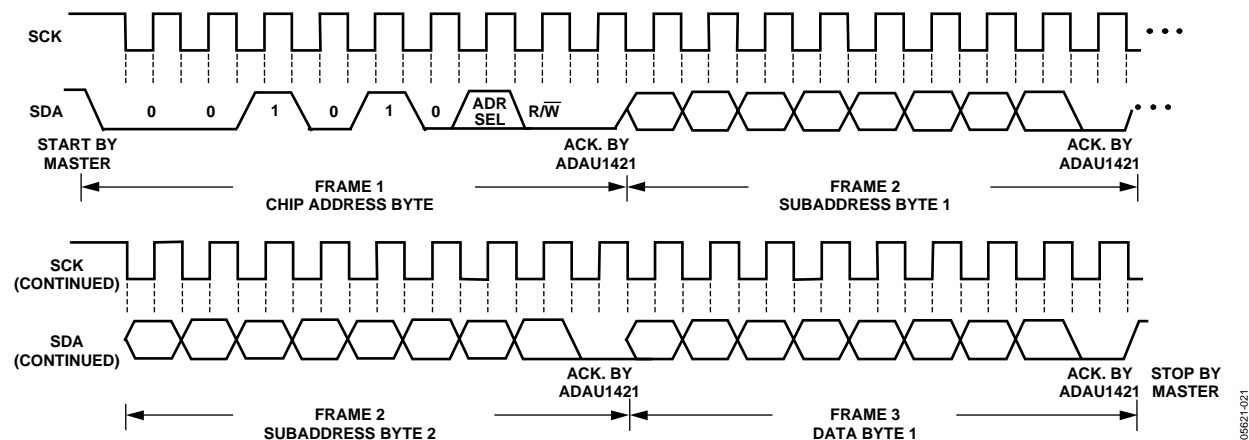 SCK
SDA
0 0 1 0 1 0 ADR SEL R/W̅
START BY MASTER
ACK. BY ADAU1421
ACK. BY ADAU1421
FRAME 1
CHIP ADDRESS BYTE
FRAME 2
SUBADDRESS BYTE 1
SCK
(CONTINUED)
SDA
(CONTINUED)
ACK. BY ADAU1421
ACK. BY ADAU1421
STOP BY MASTER
FRAME 2
SUBADDRESS BYTE 2
FRAME 3
DATA BYTE 1
05621-021